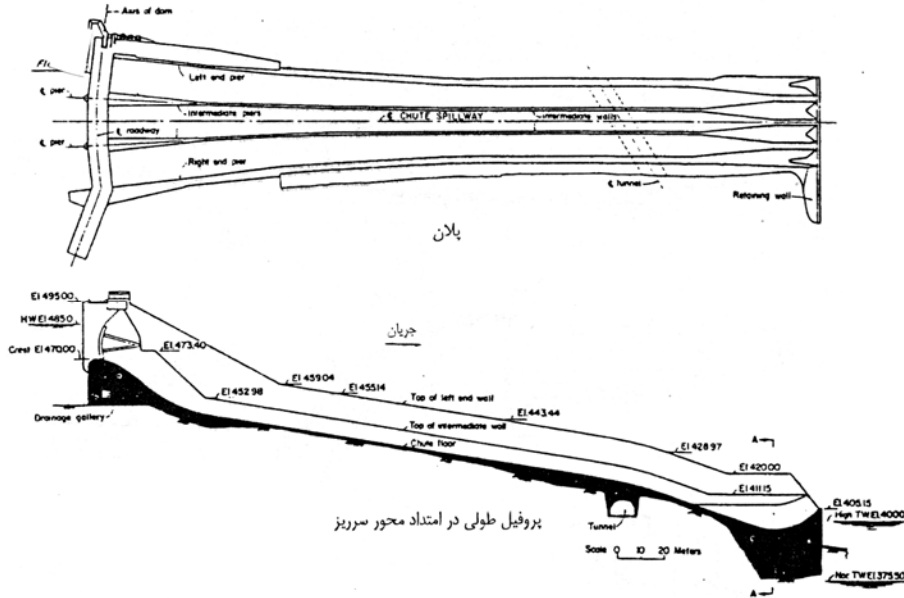 Axis of dam
Left end pier
℄ pier
Intermediate piers
℄ CHUTE SPILLWAY
Intermediate walls
℄ roadway
℄ pier
Right end pier
℄ Tunnel
Retaining wall
پلان
El 495.00
HW El 485.0
جریان
Crest El 470.00
El. 473.40
El 459.04
El 455.14
El 452.98
Top of left end wall
El. 443.44
Drainage gallery
Top of intermediate wall
El 428.97
A
Chute floor
El 420.00
El 411.15
El 405.15
High TW El 400.0
پروفیل طولی در امتداد محور سرریز
Tunnel
Scale 0 10 20 Meters
Nor. TW El 375.50
A